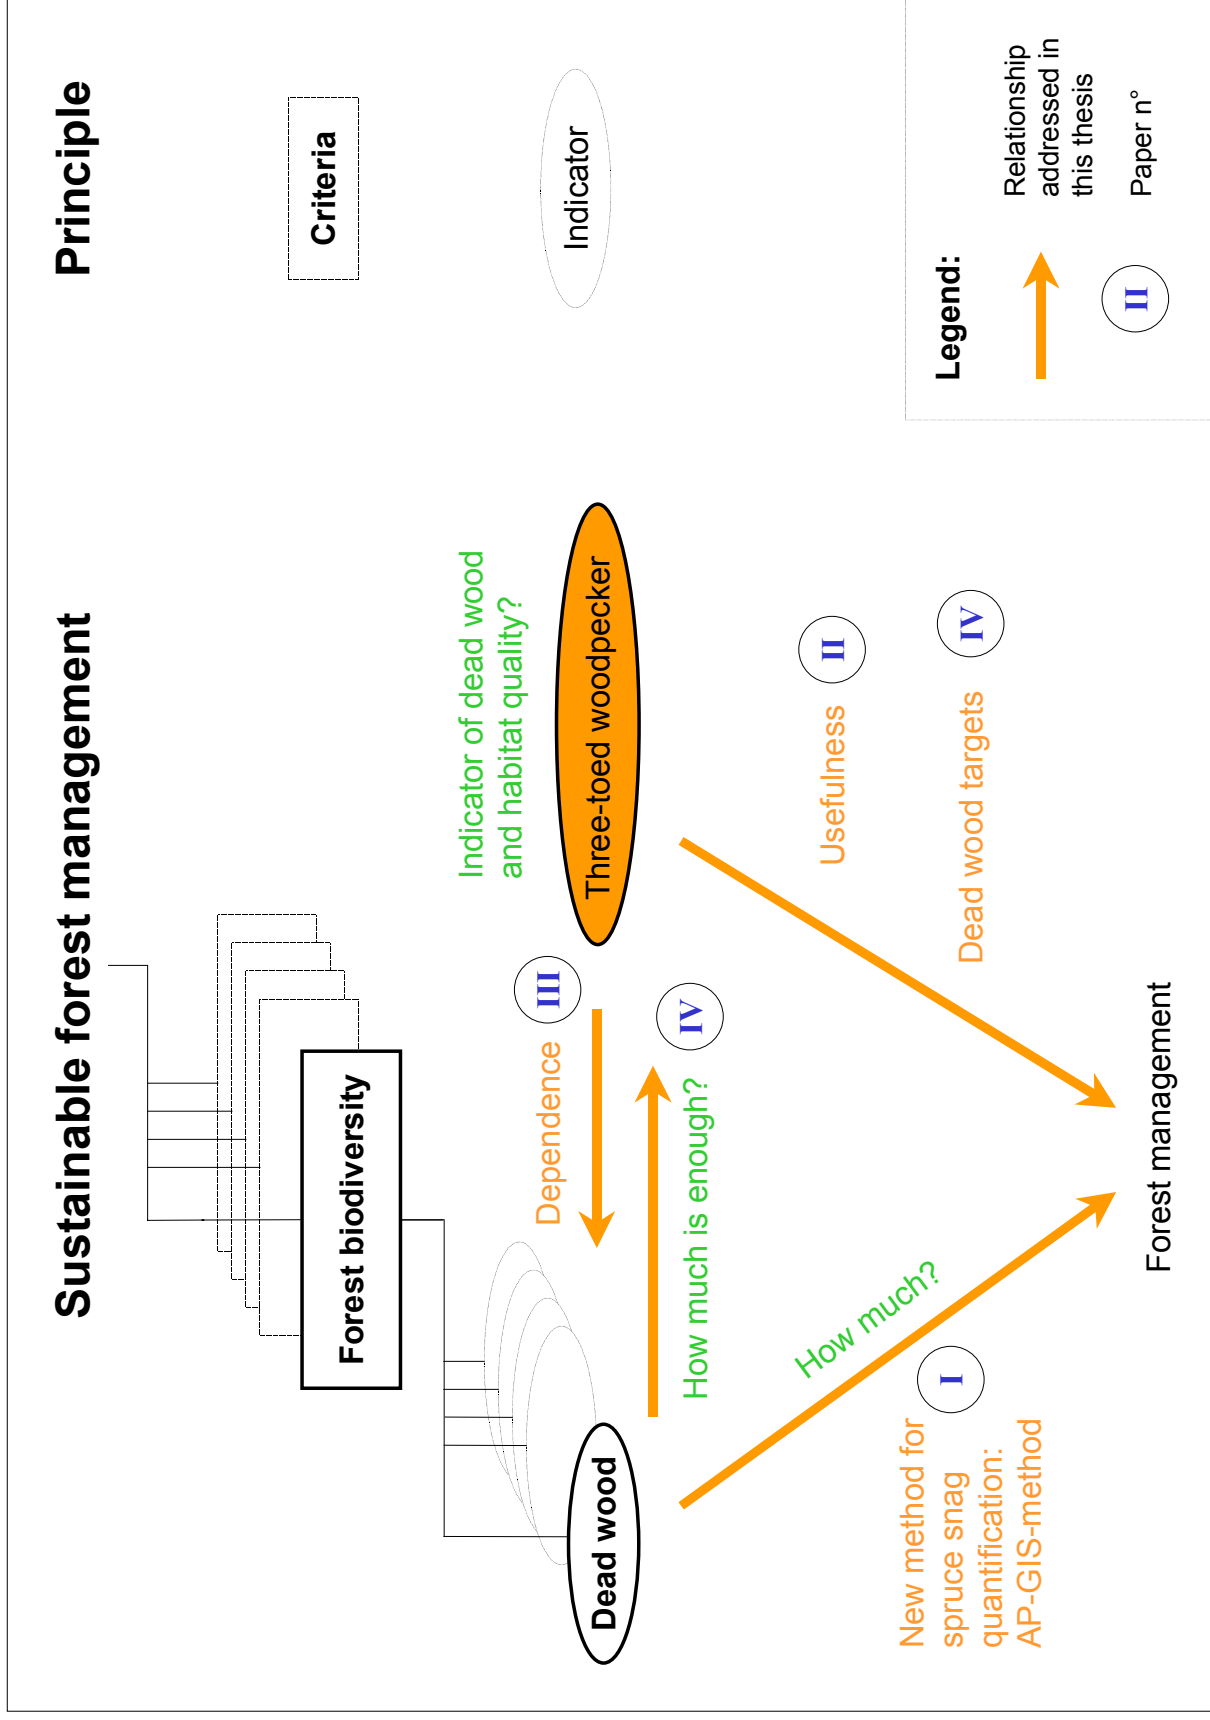 Sustainable forest management
Principle
Criteria
Forest biodiversity
Indicator of dead wood
and habitat quality?
Indicator
Three-toed woodpecker
Dead wood
III
Dependence
IV
How much is enough?
How much?
I
New method for
spruce snag
quantification:
AP-GIS-method
Usefulness
II
Dead wood targets
IV
Forest management
Legend:
Relationship
addressed in
this thesis
II
Paper n°